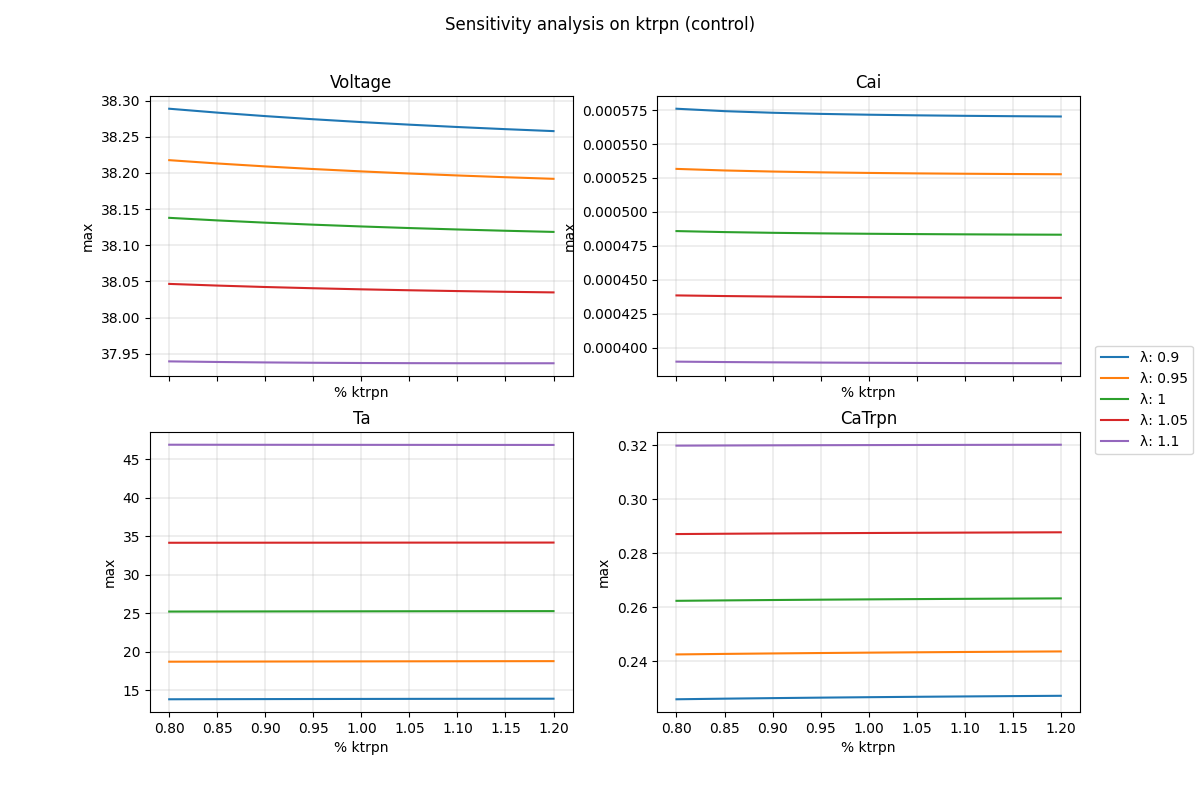 Sensitivity analysis on ktrpn (control)
Voltage
38.30
38.25
38.20
38.15
38.10
38.05
38.00
37.95
max
% ktrpn
Cai
0.000575
0.000550
0.000525
0.000500
0.000475
0.000450
0.000425
0.000400
max
% ktrpn
λ: 0.9
λ: 0.95
λ: 1
λ: 1.05
λ: 1.1
Ta
45
40
35
30
25
20
15
max
0.80 0.85 0.90 0.95 1.00 1.05 1.10 1.15 1.20
% ktrpn
CaTrpn
0.32
0.30
0.28
0.26
0.24
max
0.80 0.85 0.90 0.95 1.00 1.05 1.10 1.15 1.20
% ktrpn